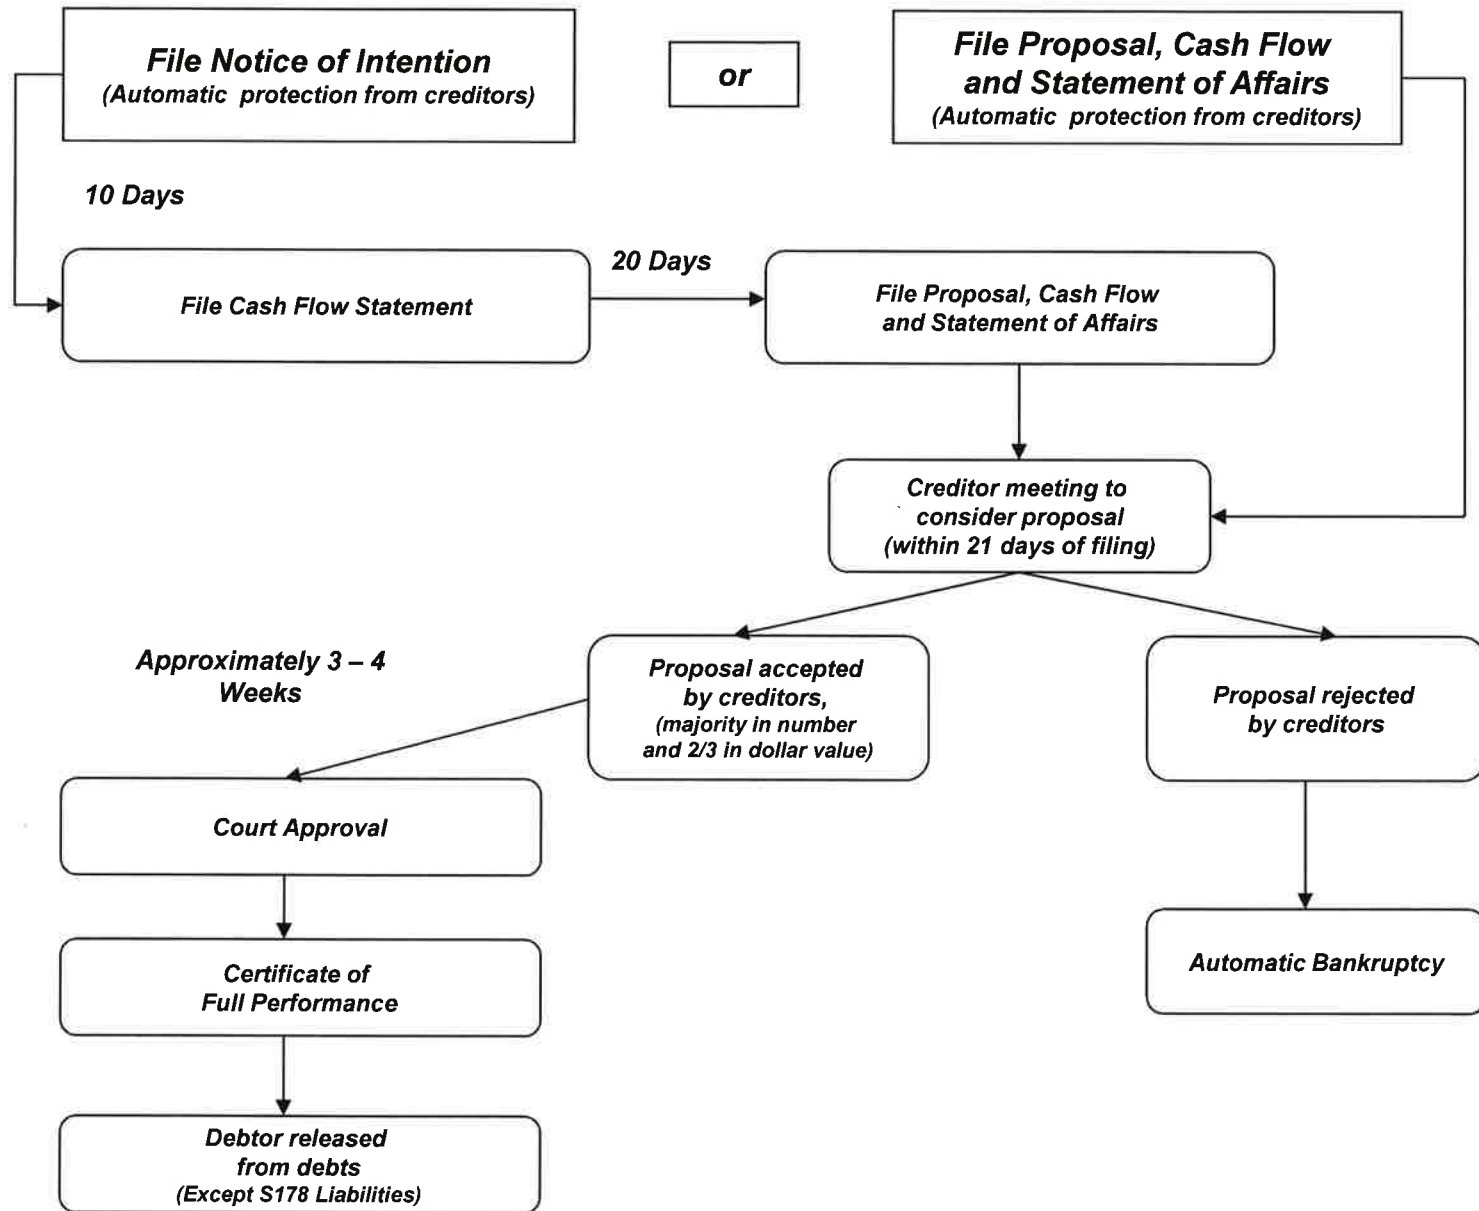 File Notice of Intention
(Automatic protection from creditors)
or
File Proposal, Cash Flow
and Statement of Affairs
(Automatic protection from creditors)
10 Days
File Cash Flow Statement
20 Days
File Proposal, Cash Flow
and Statement of Affairs
Creditor meeting to
consider proposal
(within 21 days of filing)
Approximately 3 – 4
Weeks
Proposal accepted
by creditors,
(majority in number
and 2/3 in dollar value)
Proposal rejected
by creditors
Court Approval
Automatic Bankruptcy
Certificate of
Full Performance
Debtor released
from debts
(Except S178 Liabilities)